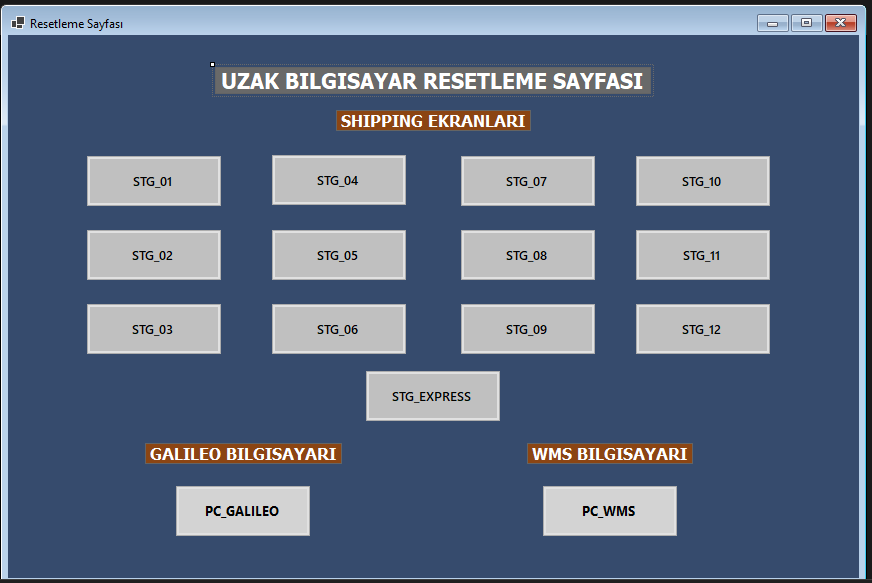 Resetleme Sayfası
UZAK BILGISAYAR RESETLEME SAYFASI
SHIPPING EKRANLARI
STG_01 STG_04 STG_07 STG_10
STG_02 STG_05 STG_08 STG_11
STG_03 STG_06 STG_09 STG_12
STG_EXPRESS
GALILEO BILGISAYARI WMS BILGISAYARI
PC_GALILEO PC_WMS